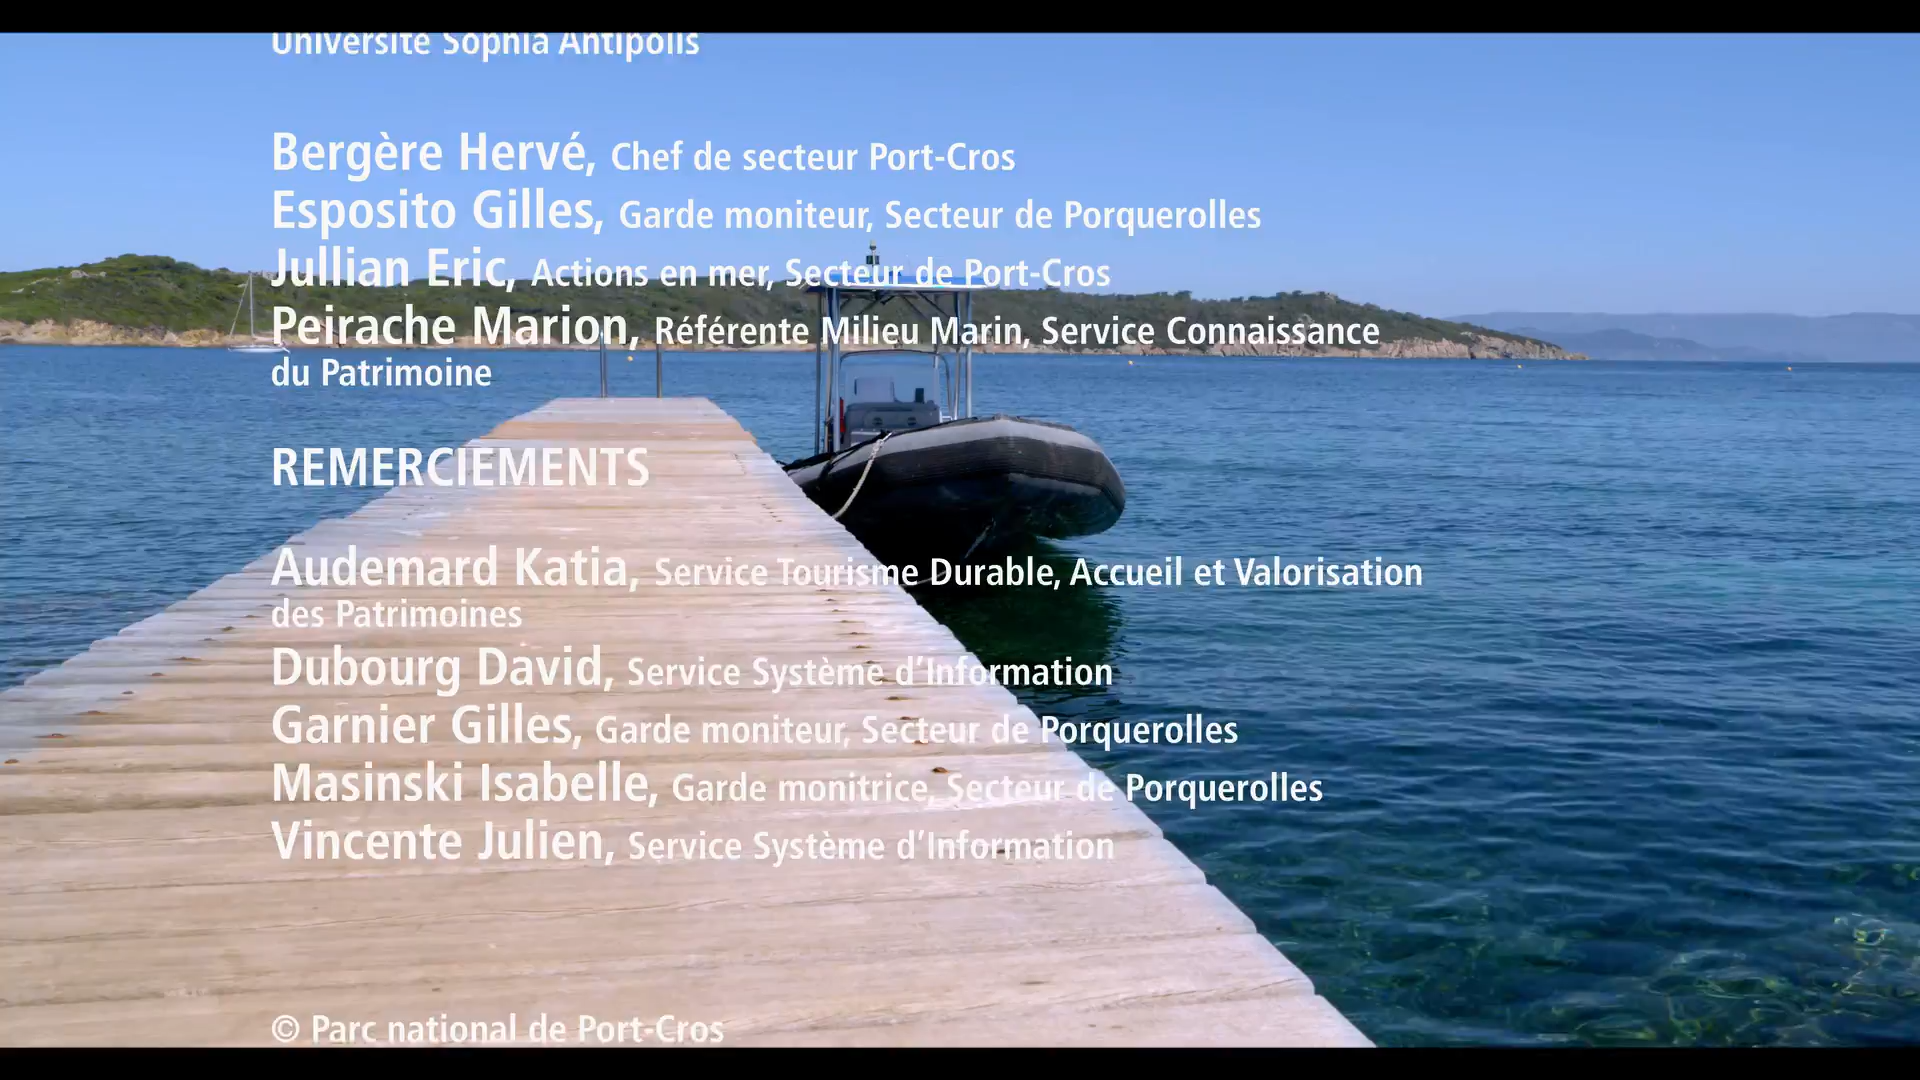 Université Sophia Antipolis
Bergère Hervé, Chef de secteur Port-Cros
Esposito Gilles, Garde moniteur, Secteur de Porquerolles
Jullian Eric, Actions en mer, Secteur de Port-Cros
Peirache Marion, Référente Milieu Marin, Service Connaissance
du Patrimoine
REMERCIEMENTS
Audemard Katia, Service Tourisme Durable, Accueil et Valorisation
des Patrimoines
Dubourg David, Service Système d’Information
Garnier Gilles, Garde moniteur, Secteur de Porquerolles
Masinski Isabelle, Garde monitrice, Secteur de Porquerolles
Vincente Julien, Service Système d’Information
© Parc national de Port-Cros